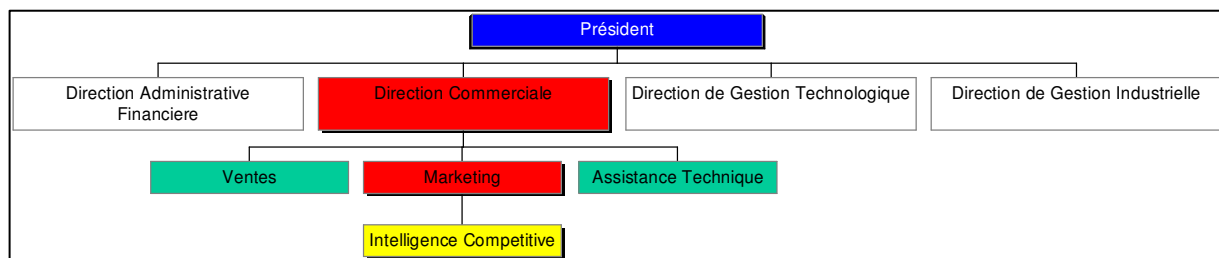 Président
Direction Administrative
Financiere
Direction Commerciale
Direction de Gestion Technologique
Direction de Gestion Industrielle
Ventes
Marketing
Assistance Technique
Intelligence Competitive